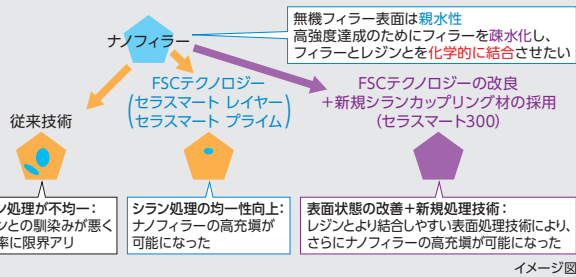 ナノフィラー
無機フィラー表面は親水性
高強度達成のためにフィラーを疎水化し、
フィラーとレジンとを化学的に結合させたい
従来技術
FSCテクノロジー
(セラスマート レイヤー
セラスマート プライム)
FSCテクノロジーの改良
+新規シランカップリング材の採用
(セラスマート300)
ン処理が不均一:
ンとの馴染みが悪く
率に限界アリ
シラン処理の均一性向上:
ナノフィラーの高充塡が
可能になった
表面状態の改善+新規処理技術:
レジンとより結合しやすい表面処理技術により、
さらにナノフィラーの高充塡が可能になった
イメージ図